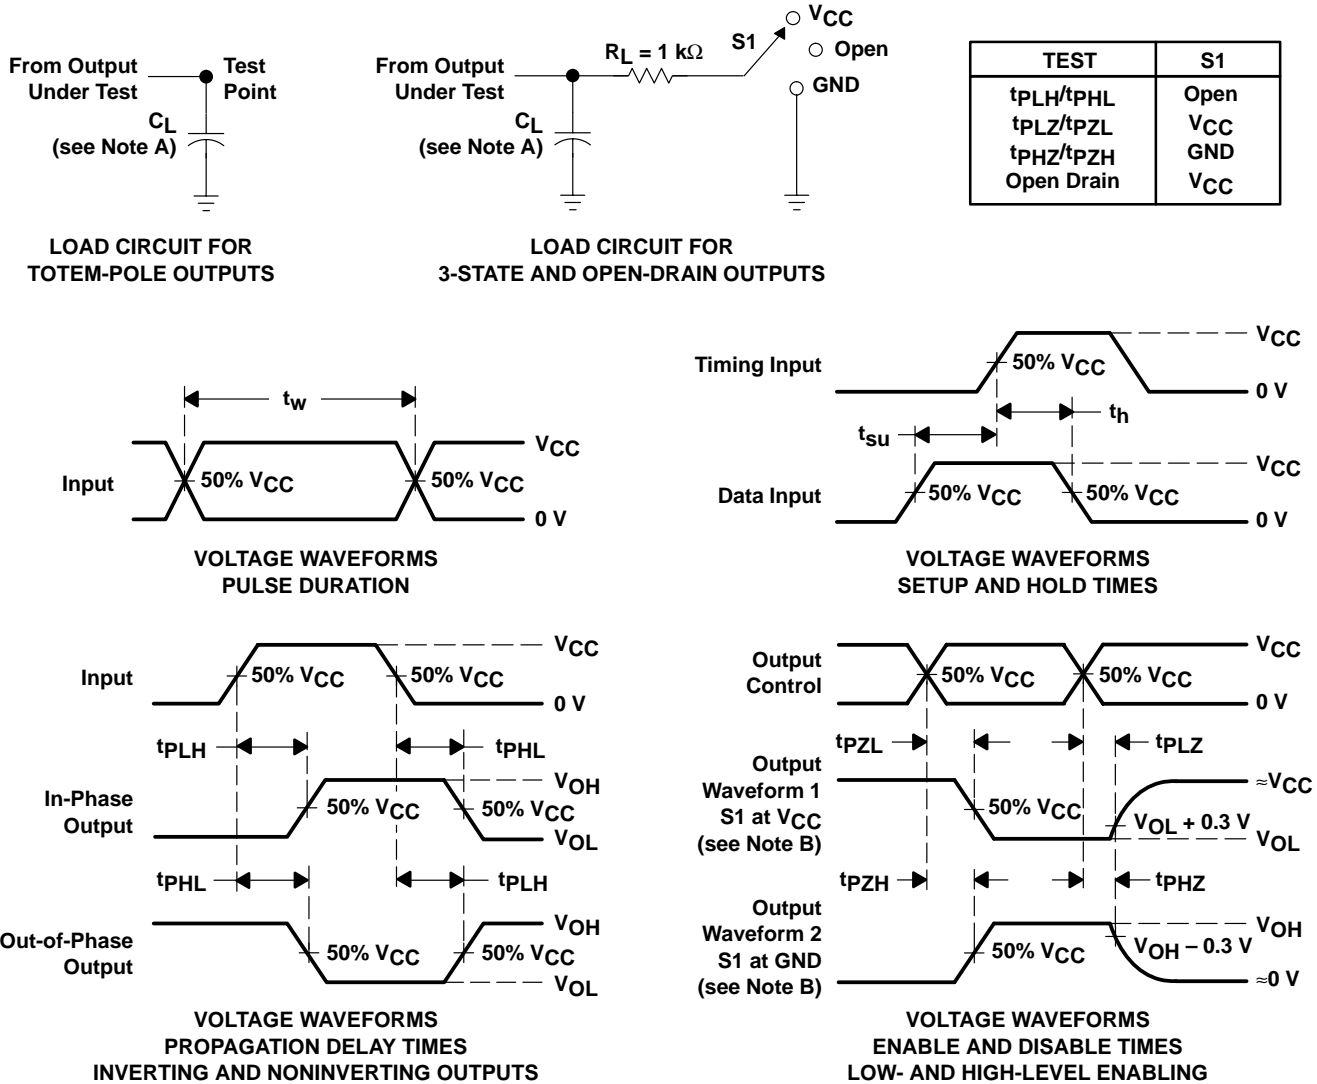 From Output
Under Test
Test
Point
CL
(see Note A)
LOAD CIRCUIT FOR
TOTEM-POLE OUTPUTS
From Output
Under Test
CL
(see Note A)
RL = 1 kΩ
S1
VCC
Open
GND
LOAD CIRCUIT FOR
3-STATE AND OPEN-DRAIN OUTPUTS
TEST S1
tPLH/tPHL Open
tPLZ/tPZL VCC
tPHZ/tPZH GND
Open Drain VCC
tw
Input
50% VCC
50% VCC
VCC
0 V
VOLTAGE WAVEFORMS
PULSE DURATION
Timing Input
50% VCC
VCC
0 V
th
tsu
Data Input
50% VCC
50% VCC
VCC
0 V
VOLTAGE WAVEFORMS
SETUP AND HOLD TIMES
Input
50% VCC
50% VCC
VCC
0 V
tPLH
tPHL
In-Phase
Output
50% VCC
50% VCC
VOH
VOL
tPHL
tPLH
Out-of-Phase
Output
50% VCC
50% VCC
VOH
VOL
VOLTAGE WAVEFORMS
PROPAGATION DELAY TIMES
INVERTING AND NONINVERTING OUTPUTS
Output
Control
50% VCC
50% VCC
VCC
0 V
tPZL
tPLZ
Output
Waveform 1
S1 at VCC
(see Note B)
50% VCC
VOL + 0.3 V
≈VCC
VOL
tPZH
tPHZ
Output
Waveform 2
S1 at GND
(see Note B)
50% VCC
VOH − 0.3 V
VOH
≈0 V
VOLTAGE WAVEFORMS
ENABLE AND DISABLE TIMES
LOW- AND HIGH-LEVEL ENABLING